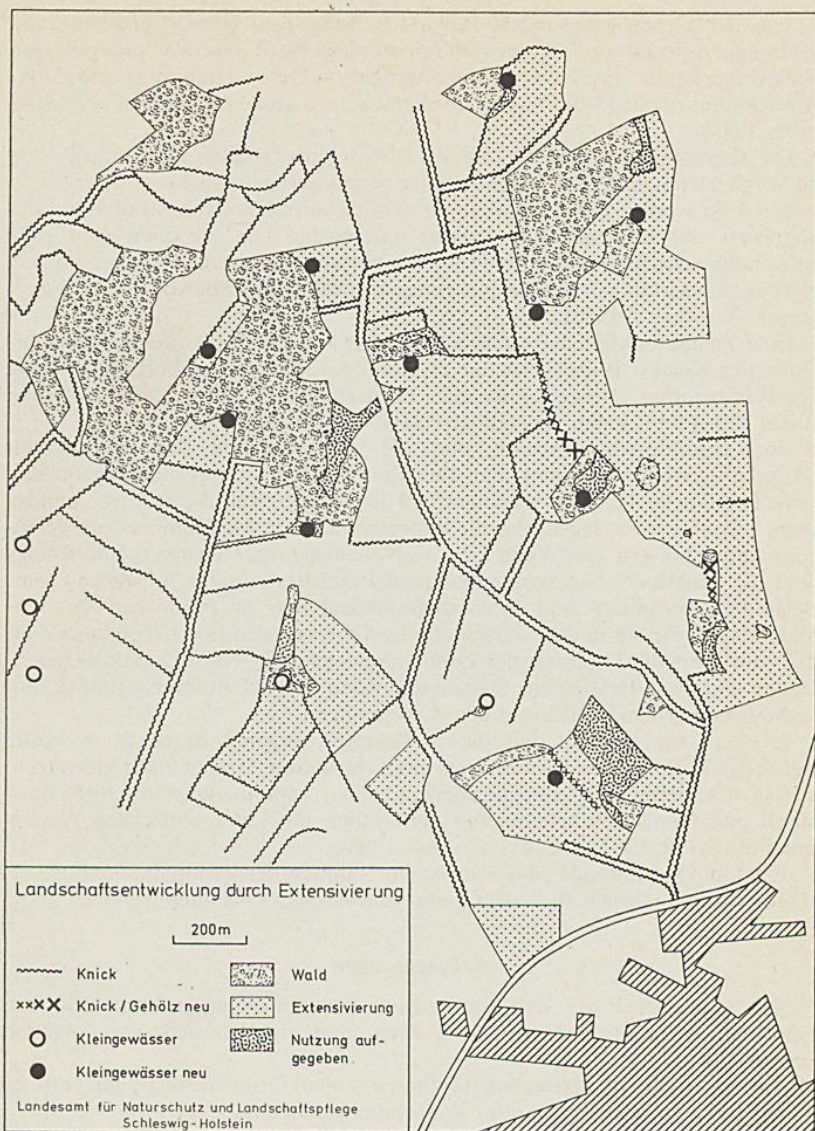 Landschaftsentwicklung durch Extensivierung
200m
Knick
Knick / Gehölz neu
Kleingewässer
Kleingewässer neu
Wald
Extensivierung
Nutzung auf-
gegeben.
Landesamt für Naturschutz und Landschaftspflege
Schleswig-Holstein